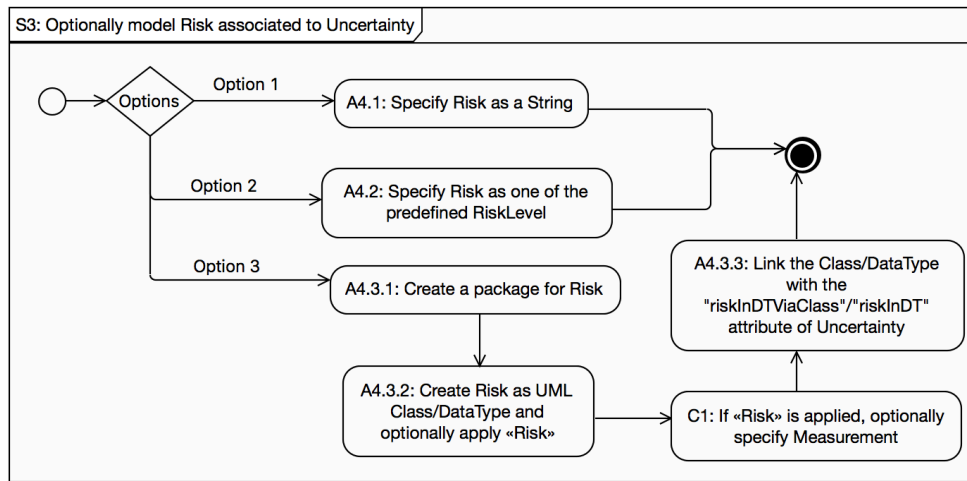 S3: Optionally model Risk associated to Uncertainty
Options
Option 1
A4.1: Specify Risk as a String
Option 2
A4.2: Specify Risk as one of the
predefined RiskLevel
Option 3
A4.3.1: Create a package for Risk
A4.3.2: Create Risk as UML
Class/DataType and
optionally apply «Risk»
C1: If «Risk» is applied, optionally
specify Measurement
A4.3.3: Link the Class/DataType
with the
"riskInDTViaClass"/"riskInDT"
attribute of Uncertainty